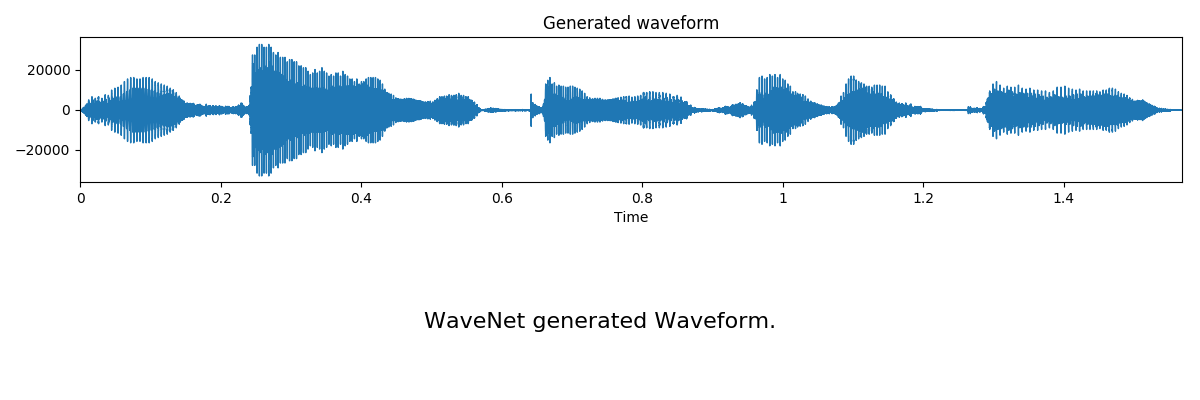 Generated waveform
20000
0
−20000
0 0.2 0.4 0.6 0.8 1 1.2 1.4
Time
WaveNet generated Waveform.